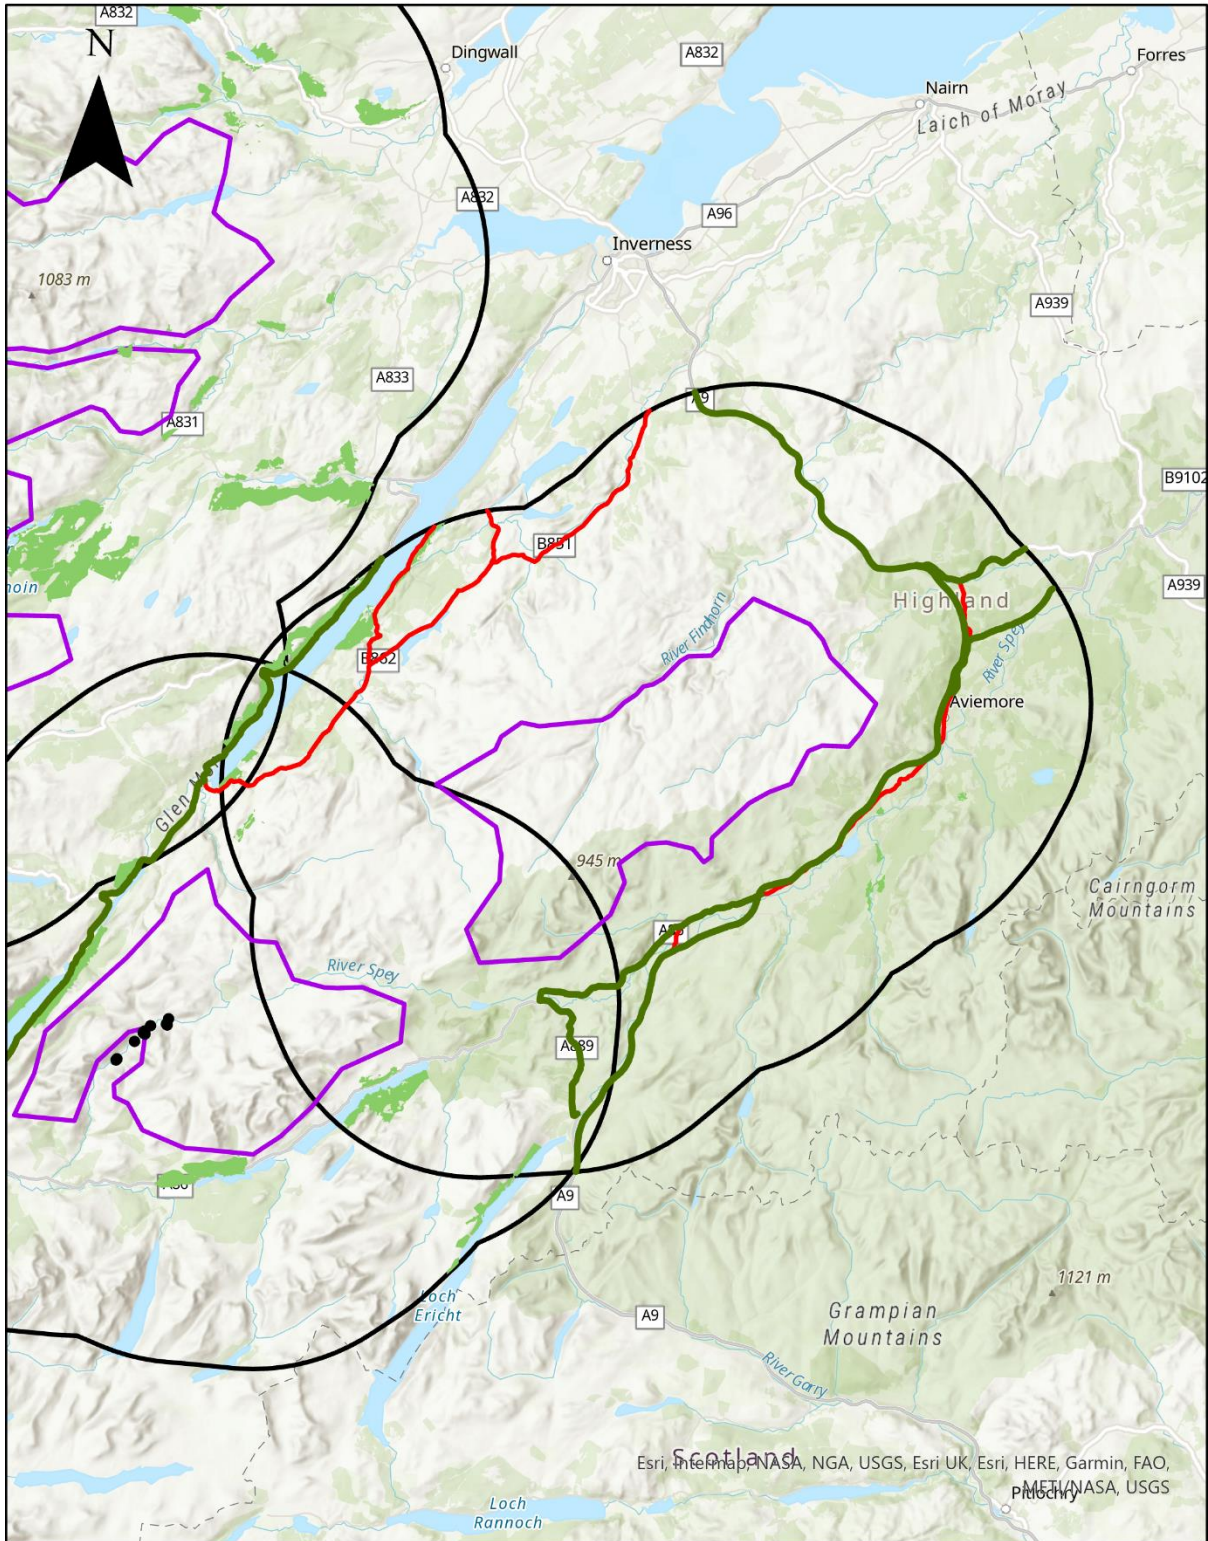 A832
N
Dingwall
A832
Forres
Nairn
Laich of Moray
A832
A96
Inverness
1083 m
A939
A833
A9
A831
B9102
B851
A939
Highland
River Findhorn
B862
River Spey
Aviemore
945 m
Cairngorm
Mountains
River Spey
A889
A9
Loch
Ericht
1121 m
Grampian
Mountains
A9
River Garry
Scotland
Esri, Intermap, NASA, NGA, USGS, Esri UK, Esri, HERE, Garmin, FAO,
METI/NASA, USGS
Pitlochry
Loch
Rannoch